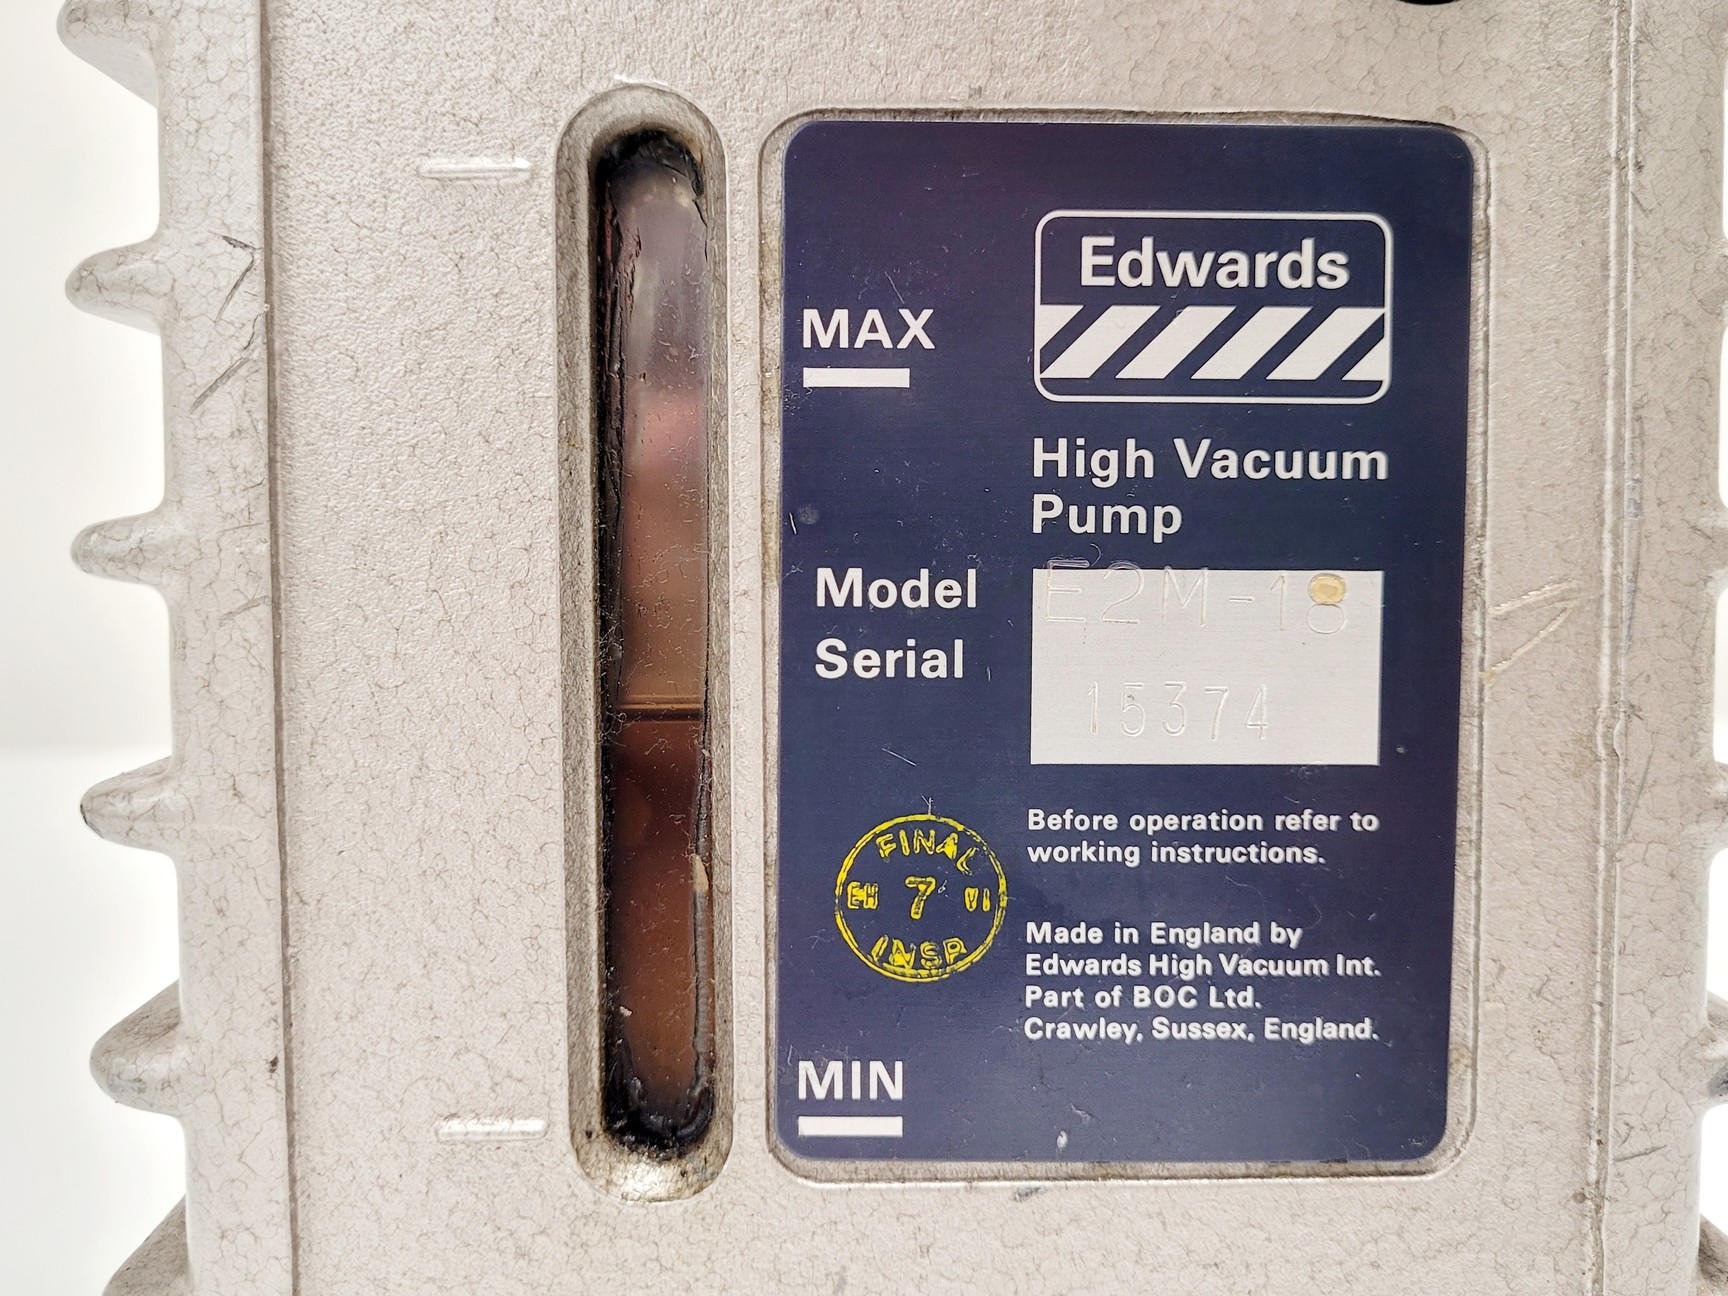 Edwards
MAX
High Vacuum
Pump
Model E2M-18
Serial 15374
Before operation refer to
working instructions.
FINAL
EH 7 VI
INSP
Made in England by
Edwards High Vacuum Int.
Part of BOC Ltd.
Crawley, Sussex, England.
MIN